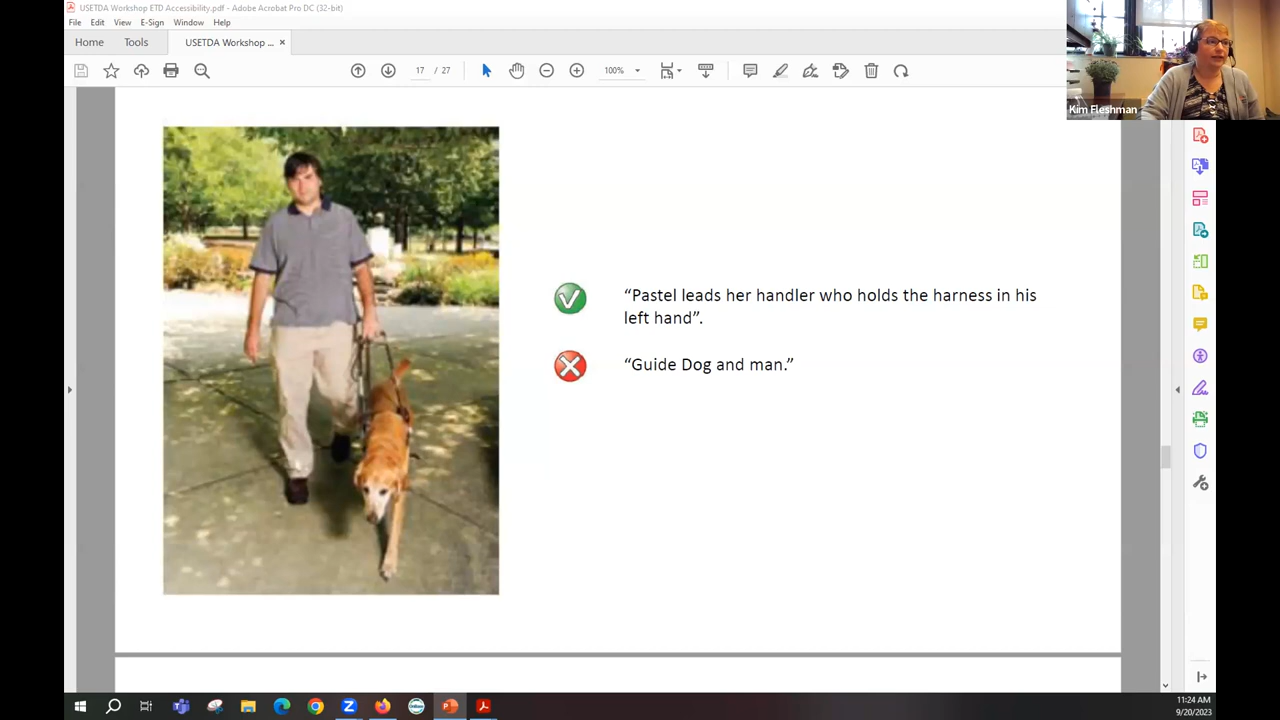 USETDA Workshop ETD Accessibility.pdf - Adobe Acrobat Pro DC (32-bit)
File Edit View E-Sign Window Help
Home Tools USETDA Workshop ... ×
17 / 27 100%
Kim Fleshman
“Pastel leads her handler who holds the harness in his
left hand”.
“Guide Dog and man.”
11:24 AM
9/20/2023